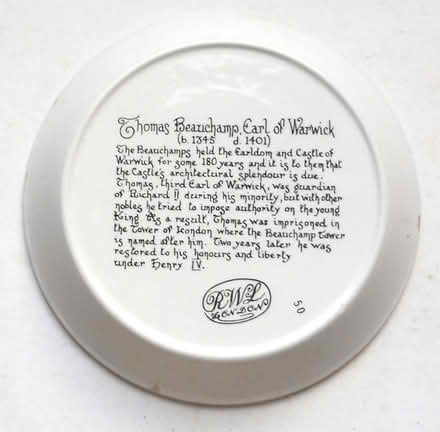 Thomas Beauchamp, Earl of Warwick
(b. 1345 d. 1401)
The Beauchamps held the Earldom and Castle of
Warwick for some 180 years and it is to them that
the Castle's architectural splendour is due.
Thomas, third Earl of Warwick, was guardian
of Richard II during his minority, but with other
nobles he tried to impose authority on the young
King. As a result, Thomas was imprisoned in
the Tower of London where the Beauchamp Tower
is named after him. Two years later he was
restored to his honours and liberty
under Henry IV.
RWL
LONDON
50